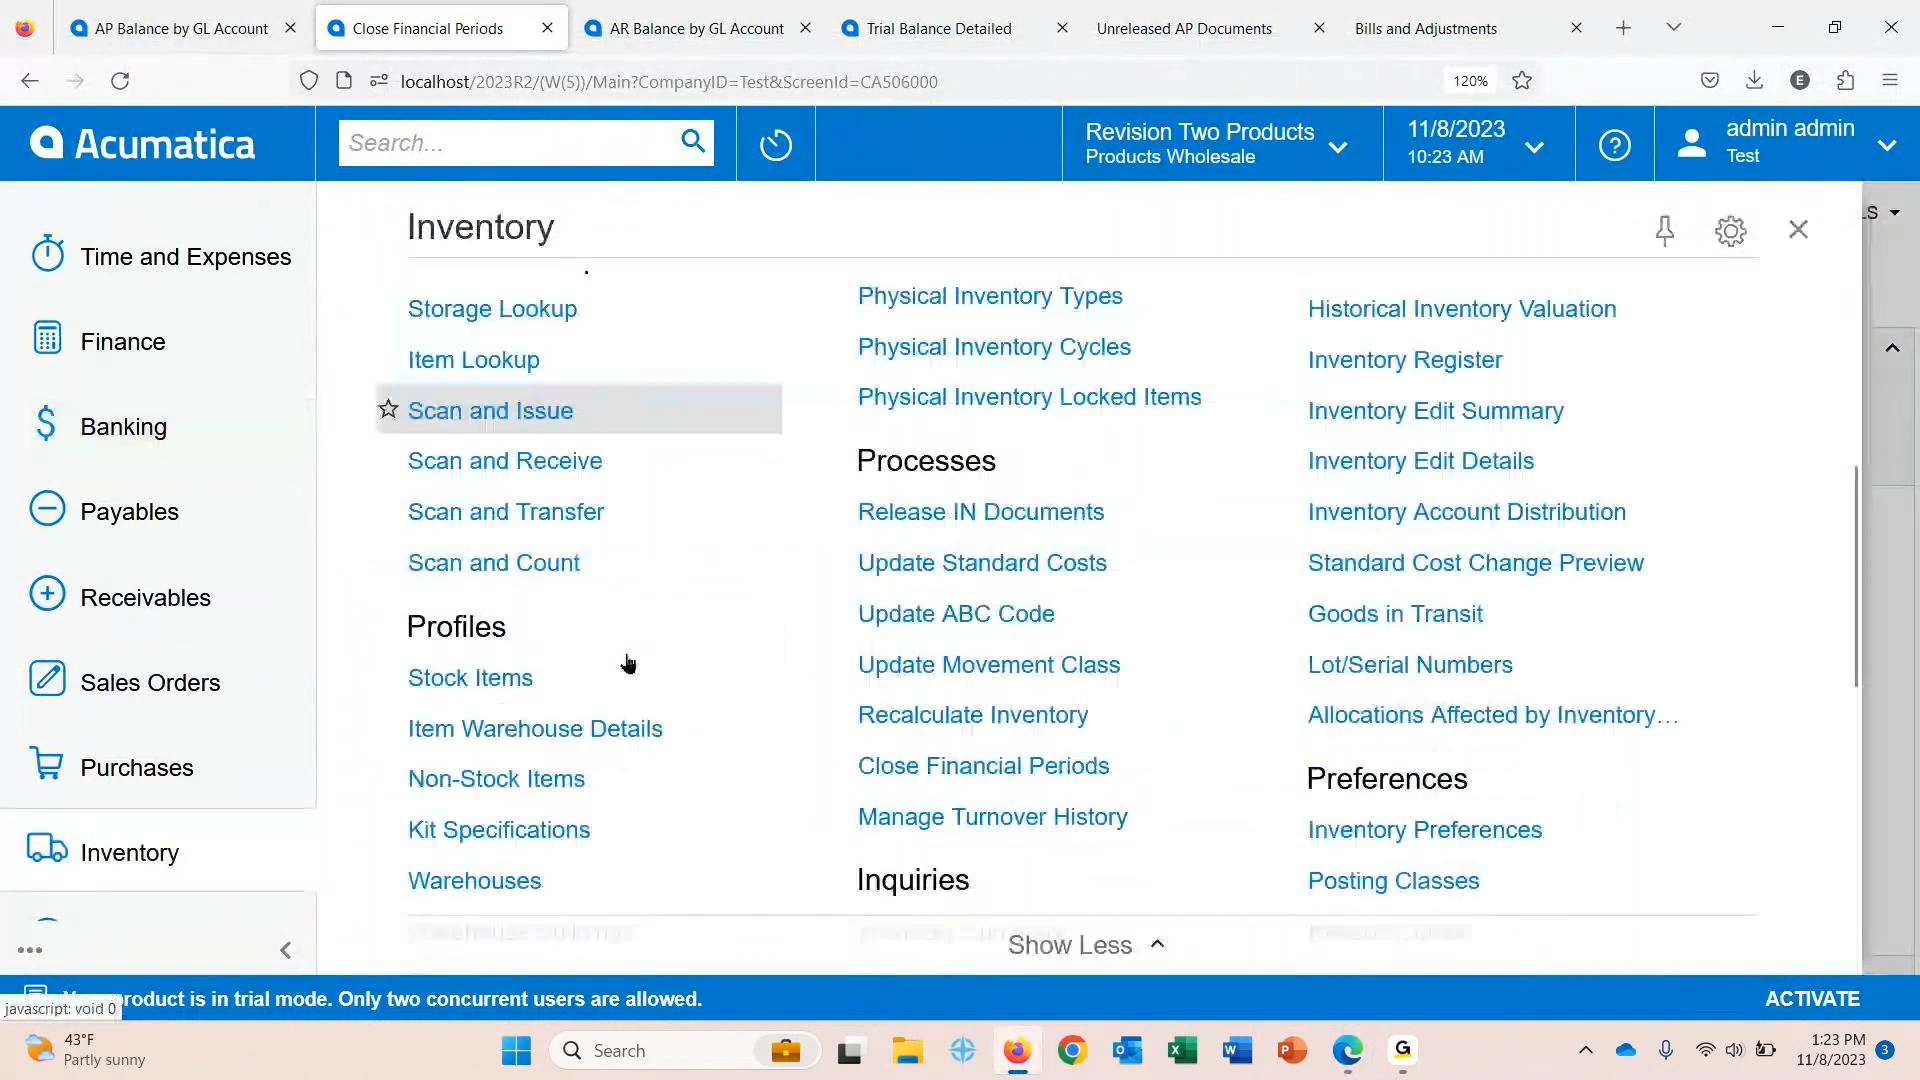 AP Balance by GL Account
Close Financial Periods
AR Balance by GL Account
Trial Balance Detailed
Unreleased AP Documents
Bills and Adjustments
localhost/2023R2/(W(5))/Main?CompanyID=Test&ScreenId=CA506000
120%
E
Acumatica
Search...
Revision Two Products
Products Wholesale
11/8/2023
10:23 AM
admin admin
Test
Time and Expenses
Finance
Banking
Payables
Receivables
Sales Orders
Purchases
Inventory
Inventory
LS
Storage Lookup
Item Lookup
Scan and Issue
Scan and Receive
Scan and Transfer
Scan and Count
Profiles
Stock Items
Item Warehouse Details
Non-Stock Items
Kit Specifications
Warehouses
Physical Inventory Types
Physical Inventory Cycles
Physical Inventory Locked Items
Processes
Release IN Documents
Update Standard Costs
Update ABC Code
Update Movement Class
Recalculate Inventory
Close Financial Periods
Manage Turnover History
Inquiries
Historical Inventory Valuation
Inventory Register
Inventory Edit Summary
Inventory Edit Details
Inventory Account Distribution
Standard Cost Change Preview
Goods in Transit
Lot/Serial Numbers
Allocations Affected by Inventory...
Preferences
Inventory Preferences
Posting Classes
Show Less
product is in trial mode. Only two concurrent users are allowed.
ACTIVATE
javascript: void 0
43°F
Partly sunny
Search
1:23 PM
11/8/2023
3